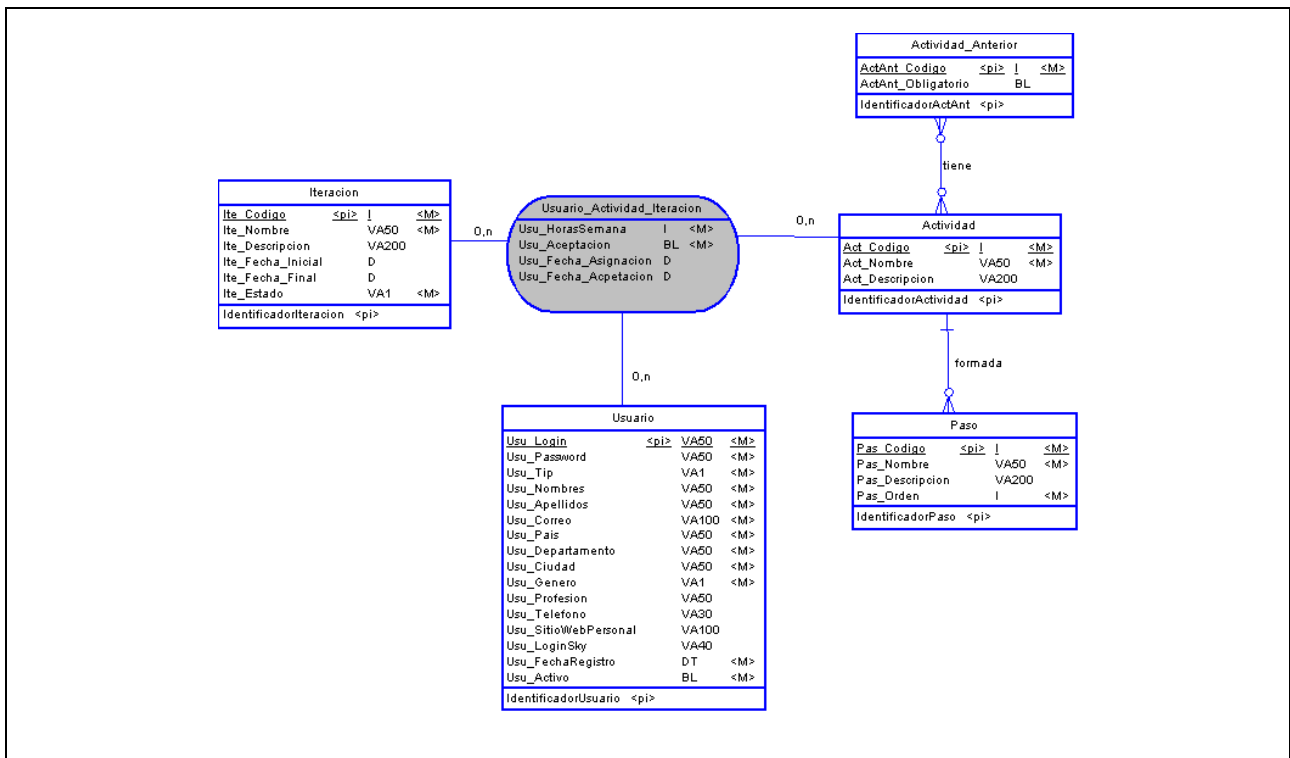 Actividad_Anterior
ActAnt_Codigo <pi> I <M>
ActAnt_Obligatorio BL
IdentificadorActAnt <pi>
tiene
Iteracion
Ite_Codigo <pi> I <M>
Ite_Nombre VA50 <M>
Ite_Descripcion VA200
Ite_Fecha_Inicial D
Ite_Fecha_Final D
Ite_Estado VA1 <M>
IdentificadorIteracion <pi>
0,n
Usuario_Actividad_Iteracion
Usu_HorasSemana I <M>
Usu_Aceptacion BL <M>
Usu_Fecha_Asignacion D
Usu_Fecha_Acpetacion D
0,n
Actividad
Act_Codigo <pi> I <M>
Act_Nombre VA50 <M>
Act_Descripcion VA200
IdentificadorActividad <pi>
formada
0,n
Usuario
Usu_Login <pi> VA50 <M>
Usu_Password VA50 <M>
Usu_Tip VA1 <M>
Usu_Nombres VA50 <M>
Usu_Apellidos VA50 <M>
Usu_Correo VA100 <M>
Usu_Pais VA50 <M>
Usu_Departamento VA50 <M>
Usu_Ciudad VA50 <M>
Usu_Genero VA1 <M>
Usu_Profesion VA50
Usu_Telefono VA30
Usu_SitioWebPersonal VA100
Usu_LoginSky VA40
Usu_FechaRegistro DT <M>
Usu_Activo BL <M>
IdentificadorUsuario <pi>
Paso
Pas_Codigo <pi> I <M>
Pas_Nombre VA50 <M>
Pas_Descripcion VA200
Pas_Orden I <M>
IdentificadorPaso <pi>